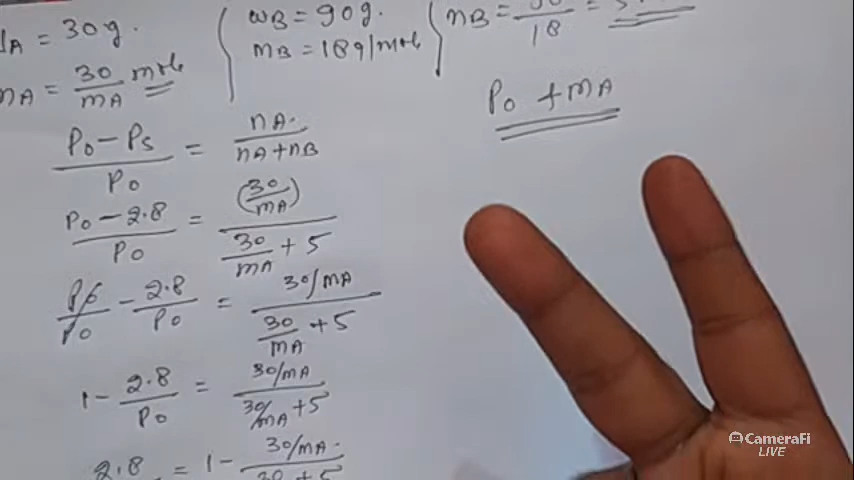 = 30g.
wB = 90g.
nB = /18 =
nA = 30/mA mole
mB = 18g/mole
P0 + mA
P0 - Ps / P0 = nA. / nA+nB
P0 - 2.8 / P0 = (30/mA) / 30/mA + 5
P0/P0 - 2.8/P0 = 30/mA / 30/mA + 5
1 - 2.8/P0 = 30/mA / 30/mA +5
2.8 = 1 - 30/mA. / 30 + 5
CameraFi
LIVE